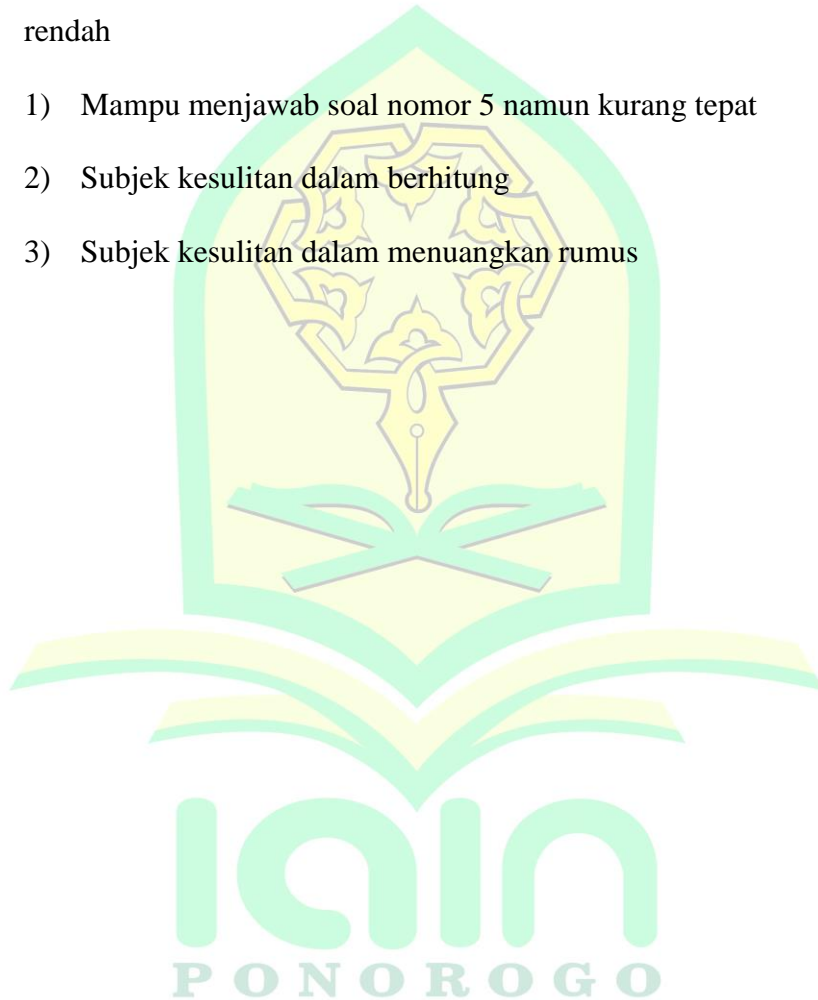 rendah
1) Mampu menjawab soal nomor 5 namun kurang tepat
2) Subjek kesulitan dalam berhitung
3) Subjek kesulitan dalam menuangkan rumus
iain
PONOROGO